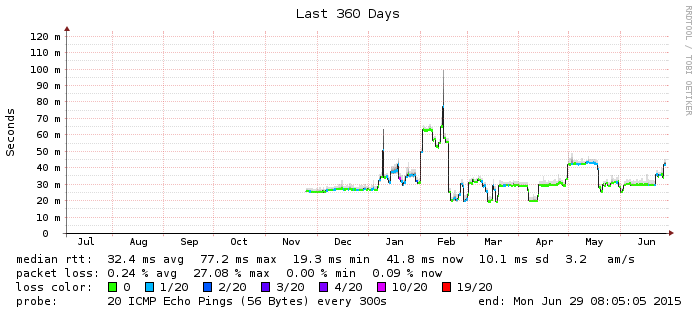 Last 360 Days
RRDTOOL / TOBI OETIKER
Seconds
120 m
110 m
100 m
90 m
80 m
70 m
60 m
50 m
40 m
30 m
20 m
10 m
0
Jul Aug Sep Oct Nov Dec Jan Feb Mar Apr May Jun
median rtt: 32.4 ms avg 77.2 ms max 19.3 ms min 41.8 ms now 10.1 ms sd 3.2 am/s
packet loss: 0.24 % avg 27.08 % max 0.00 % min 0.09 % now
loss color: 0 1/20 2/20 3/20 4/20 10/20 19/20
probe: 20 ICMP Echo Pings (56 Bytes) every 300s end: Mon Jun 29 08:05:05 2015